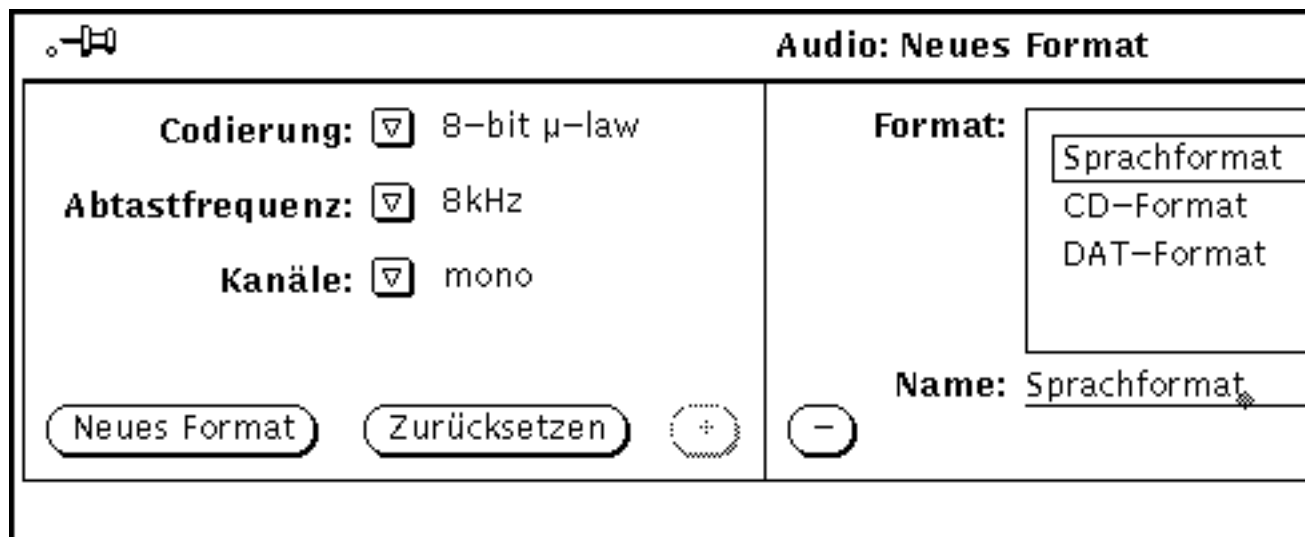 Audio: Neues Format
Codierung: 8-bit µ-law
Abtastfrequenz: 8kHz
Kanäle: mono
Neues Format Zurücksetzen +
Format: Sprachformat
CD-Format
DAT-Format
Name: Sprachformat
-